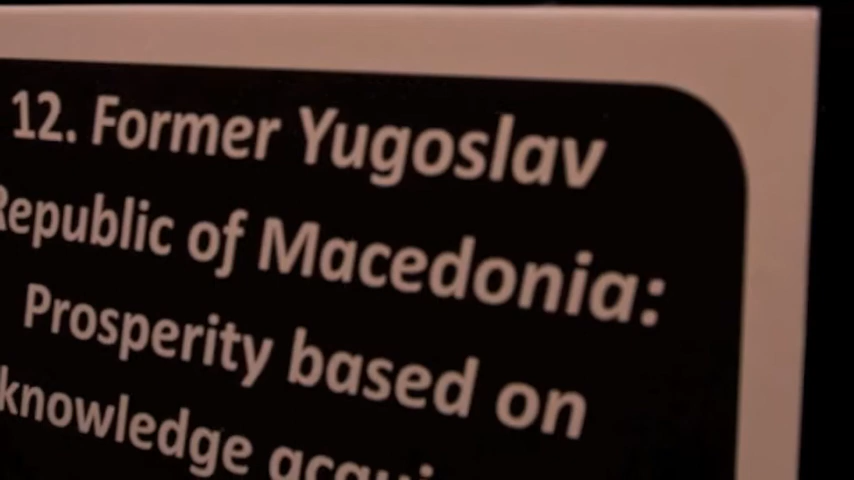 12. Former Yugoslav
Republic of Macedonia:
Prosperity based on
knowledge